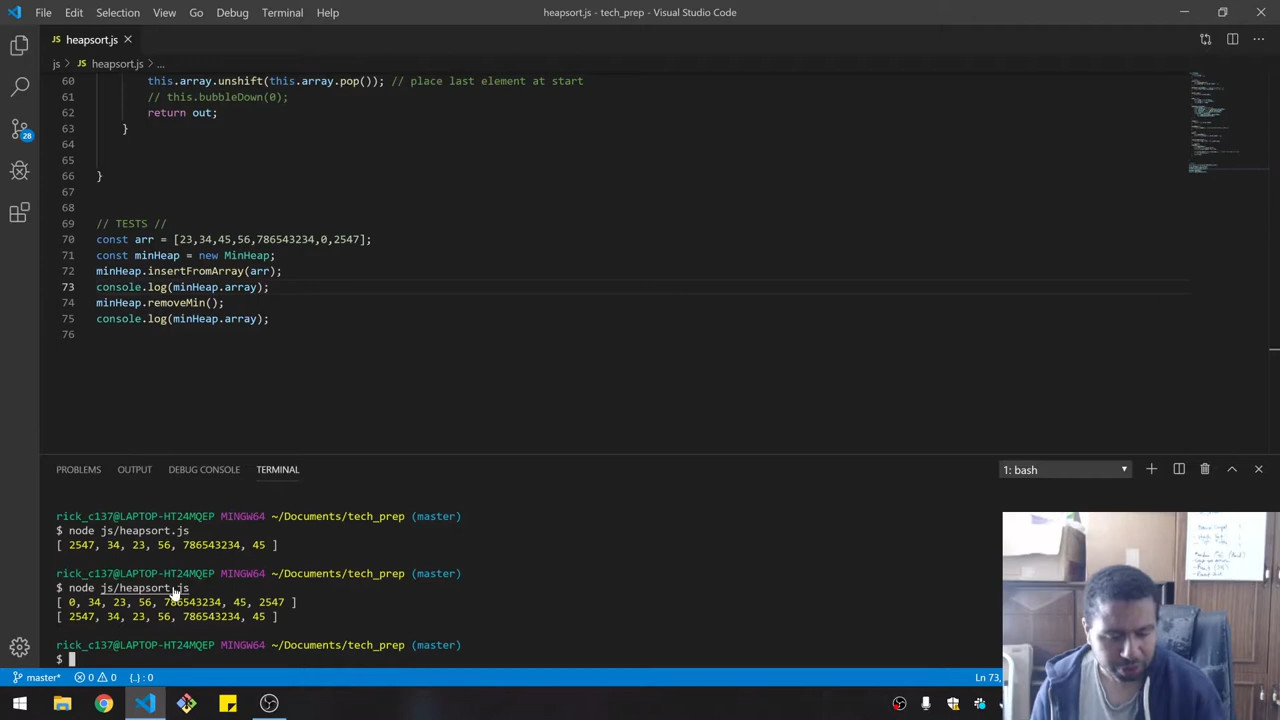 File Edit Selection View Go Debug Terminal Help
heapsort.js - tech_prep - Visual Studio Code
JS heapsort.js
js > JS heapsort.js > ...
60 this.array.unshift(this.array.pop()); // place last element at start
61 // this.bubbleDown(0);
62 return out;
63 }
64
65
66 }
67
68
69 // TESTS //
70 const arr = [23,34,45,56,786543234,0,2547];
71 const minHeap = new MinHeap;
72 minHeap.insertFromArray(arr);
73 console.log(minHeap.array);
74 minHeap.removeMin();
75 console.log(minHeap.array);
76
28
PROBLEMS OUTPUT DEBUG CONSOLE TERMINAL
1: bash
rick_c137@LAPTOP-HT24MQEP MINGW64 ~/Documents/tech_prep (master)
$ node js/heapsort.js
[ 2547, 34, 23, 56, 786543234, 45 ]
rick_c137@LAPTOP-HT24MQEP MINGW64 ~/Documents/tech_prep (master)
$ node js/heapsort.js
[ 0, 34, 23, 56, 786543234, 45, 2547 ]
[ 2547, 34, 23, 56, 786543234, 45 ]
rick_c137@LAPTOP-HT24MQEP MINGW64 ~/Documents/tech_prep (master)
$
master* 0 0 {..} : 0
Ln 73,